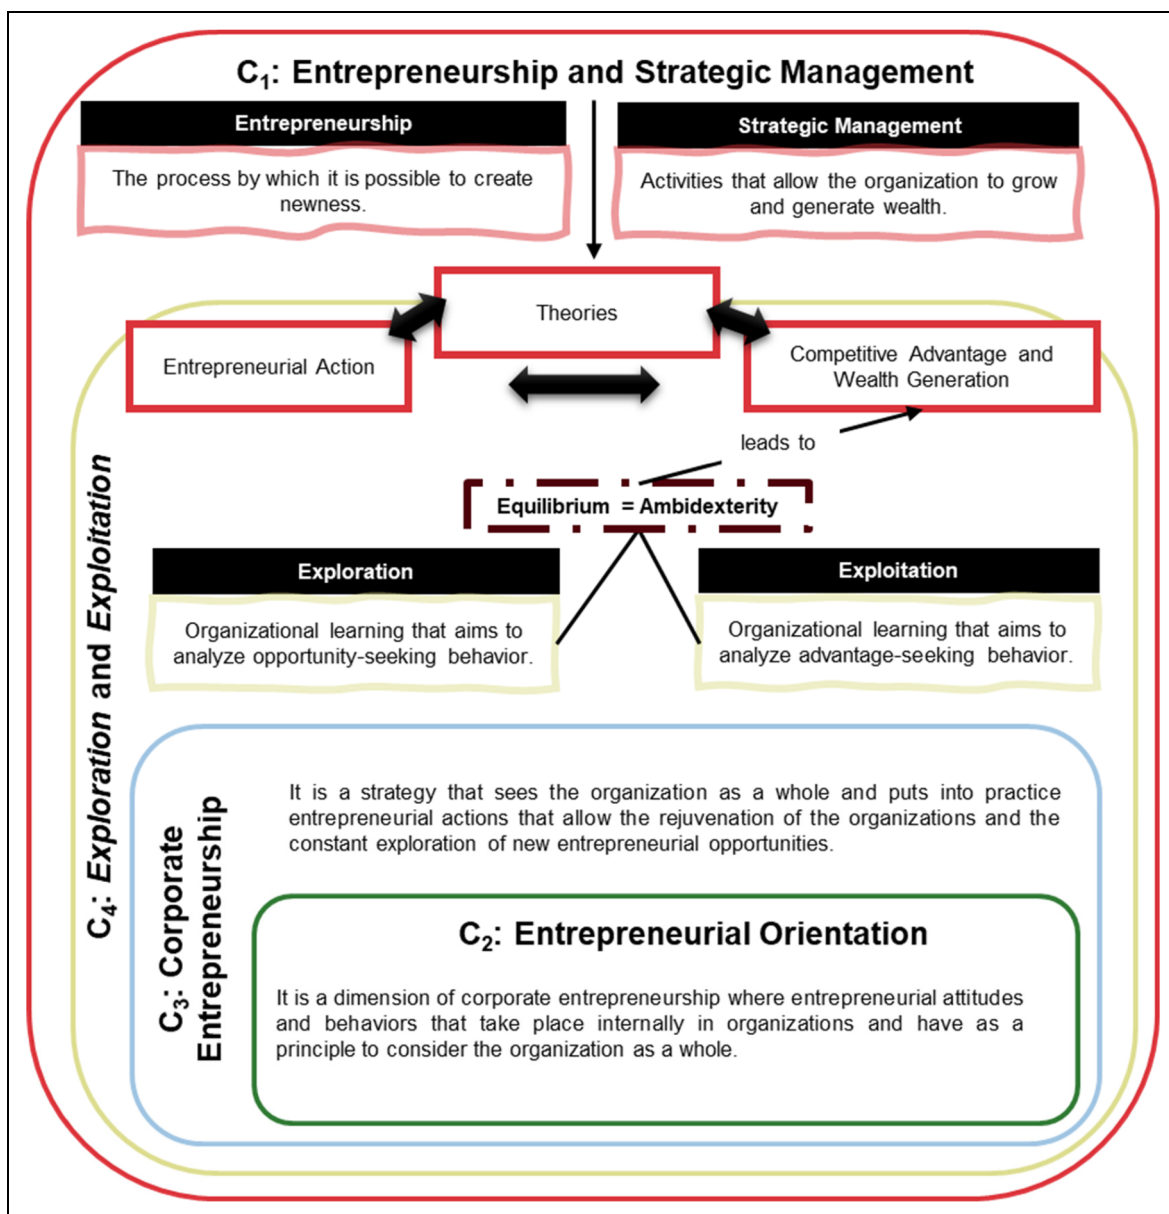 C₁: Entrepreneurship and Strategic Management
Entrepreneurship
The process by which it is possible to create
newness.
Strategic Management
Activities that allow the organization to grow
and generate wealth.
Theories
Entrepreneurial Action
Competitive Advantage and
Wealth Generation
leads to
Equilibrium = Ambidexterity
C₄: Exploration and Exploitation
Exploration
Organizational learning that aims to
analyze opportunity-seeking behavior.
Exploitation
Organizational learning that aims to
analyze advantage-seeking behavior.
C₃: Corporate
Entrepreneurship
It is a strategy that sees the organization as a whole and puts into practice
entrepreneurial actions that allow the rejuvenation of the organizations and the
constant exploration of new entrepreneurial opportunities.
C₂: Entrepreneurial Orientation
It is a dimension of corporate entrepreneurship where entrepreneurial attitudes
and behaviors that take place internally in organizations and have as a
principle to consider the organization as a whole.